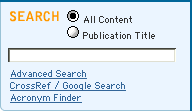 SEARCH All Content
Publication Title
Advanced Search
CrossRef / Google Search
Acronym Finder